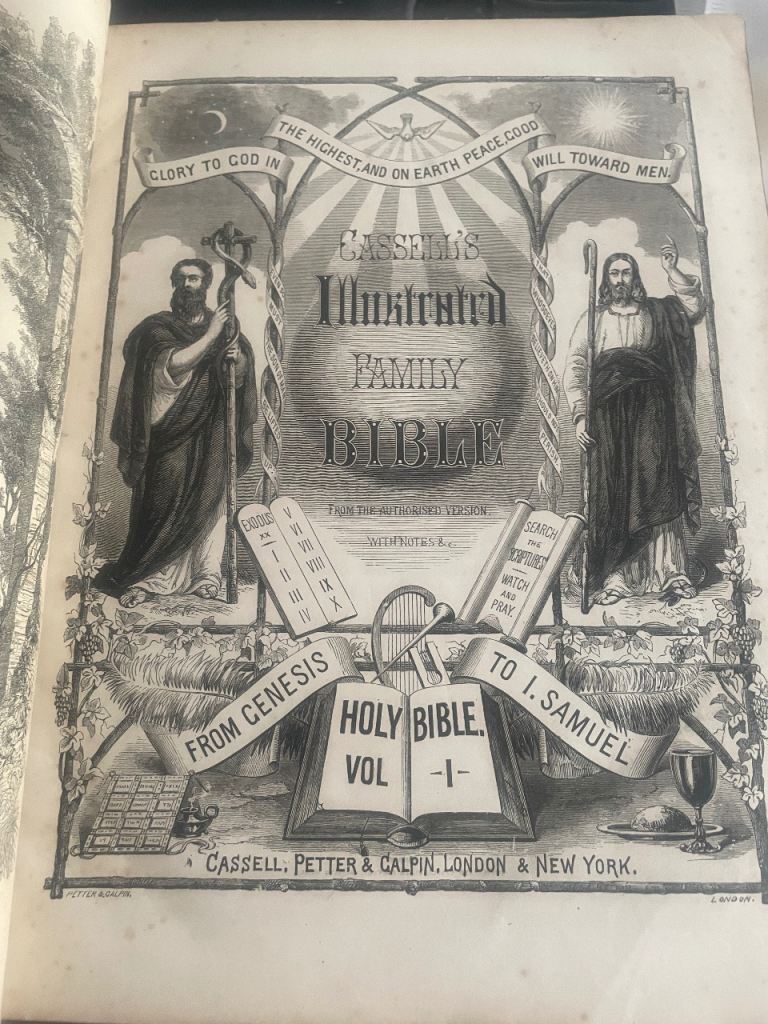 GLORY TO GOD IN THE HIGHEST, AND ON EARTH PEACE, GOOD WILL TOWARD MEN.
CASSELL'S
Illustrated
FAMILY
BIBLE
FROM THE AUTHORISED VERSION
WITH NOTES &c.
EXODUS
XX
I
II
III
IV
V
VI
VII
VIII
IX
X
SEARCH
THE
SCRIPTURES
WATCH
AND
PRAY.
FROM GENESIS
TO I. SAMUEL
HOLY BIBLE.
VOL -I-
CASSELL, PETTER & GALPIN, LONDON & NEW YORK.
PETTER & GALPIN.
LONDON.